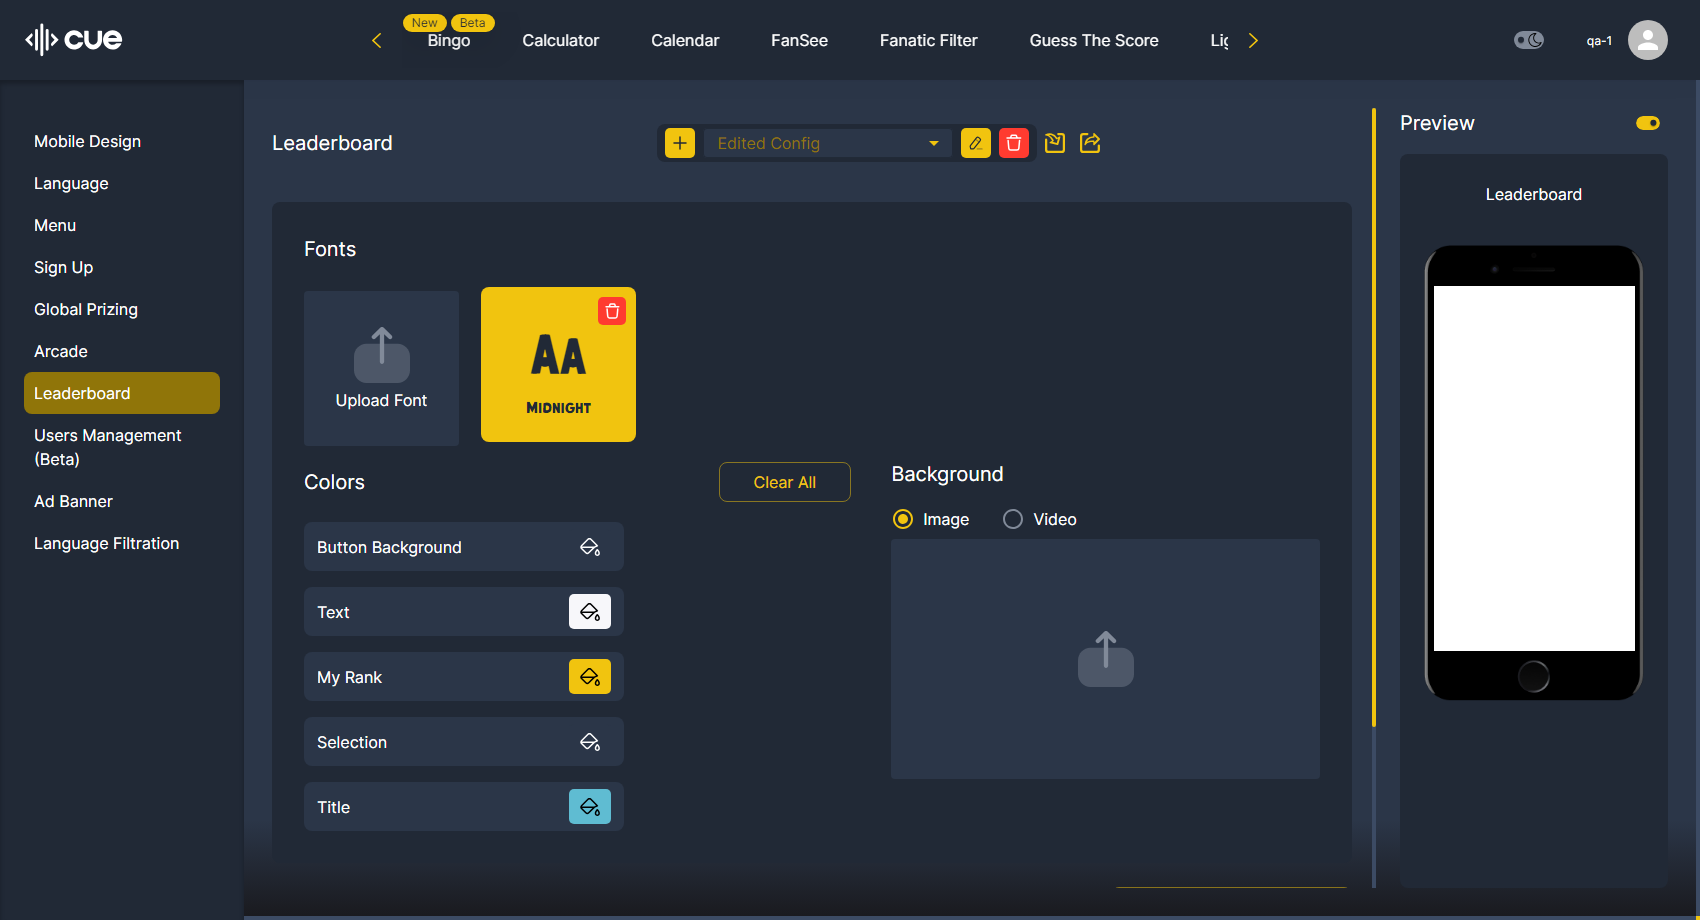 cue
New
Beta
Bingo
Calculator
Calendar
FanSee
Fanatic Filter
Guess The Score
qa-1
Mobile Design
Language
Menu
Sign Up
Global Prizing
Arcade
Leaderboard
Users Management
(Beta)
Ad Banner
Language Filtration
Leaderboard
Edited Config
Fonts
Upload Font
AA
MIDNIGHT
Colors
Clear All
Button Background
Text
My Rank
Selection
Title
Background
Image
Video
Preview
Leaderboard